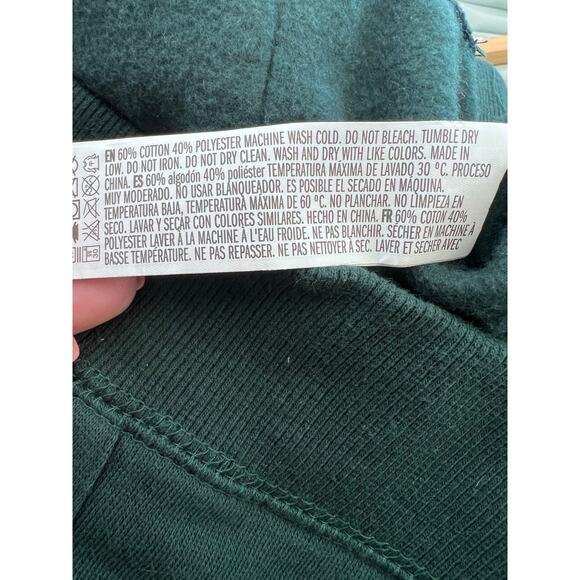 EN 60% COTTON 40% POLYESTER MACHINE WASH COLD. DO NOT BLEACH. TUMBLE DRY
LOW. DO NOT IRON. DO NOT DRY CLEAN. WASH AND DRY WITH LIKE COLORS. MADE IN
CHINA. ES 60% algodón 40% poliéster TEMPERATURA MÁXIMA DE LAVADO 30 ºC. PROCESO
MUY MODERADO. NO USAR BLANQUEADOR. ES POSIBLE EL SECADO EN MÁQUINA.
TEMPERATURA BAJA, TEMPERATURA MÁXIMA DE 60 ºC. NO PLANCHAR. NO LIMPIEZA EN
SECO. LAVAR Y SECAR CON COLORES SIMILARES. HECHO EN CHINA. FR 60% COTON 40%
POLYESTER LAVER À LA MACHINE À L'EAU FROIDE. NE PAS BLANCHIR. SÉCHER EN MACHINE À
BASSE TEMPÉRATURE. NE PAS REPASSER. NE PAS NETTOYER À SEC. LAVER ET SÉCHER AVEC